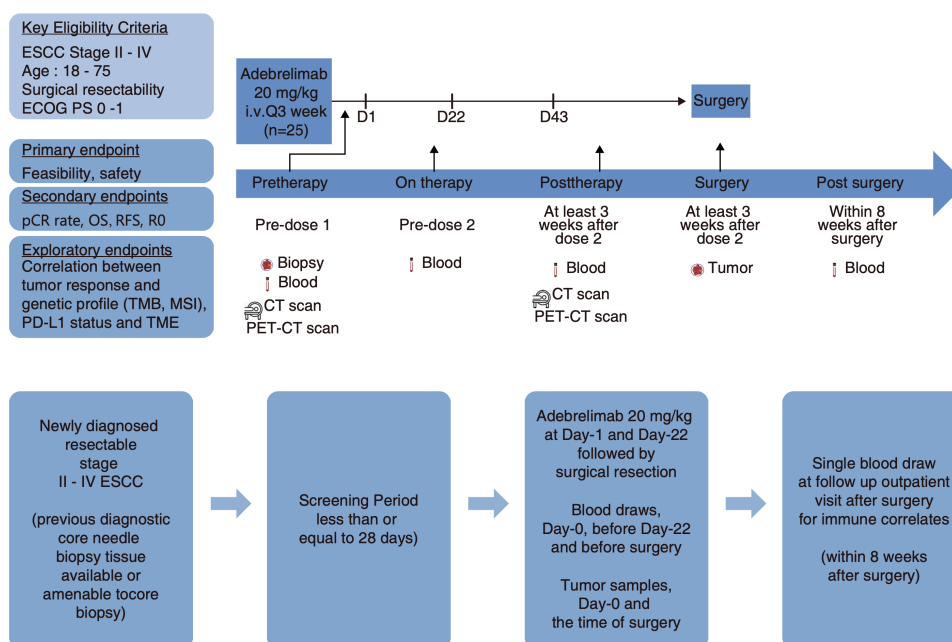 Key Eligibility Criteria
ESCC Stage II - IV
Age : 18 - 75
Surgical resectability
ECOG PS 0 -1
Primary endpoint
Feasibility, safety
Secondary endpoints
pCR rate, OS, RFS, R0
Exploratory endpoints
Correlation between
tumor response and
genetic profile (TMB, MSI),
PD-L1 status and TME
Adebrelimab
20 mg/kg
i.v.Q3 week
(n=25)
D1
D22
D43
Surgery
Pretherapy
On therapy
Posttherapy
Surgery
Post surgery
Pre-dose 1
Pre-dose 2
At least 3
weeks after
dose 2
At least 3
weeks after
dose 2
Within 8
weeks after
surgery
Biopsy
Blood
CT scan
PET-CT scan
Blood
Blood
CT scan
PET-CT scan
Tumor
Blood
Newly diagnosed
resectable
stage
II - IV ESCC
(previous diagnostic
core needle
biopsy tissue
available or
amenable tocore
biopsy)
Screening Period
less than or
equal to 28 days)
Adebrelimab 20 mg/kg
at Day-1 and Day-22
followed by
surgical resection
Blood draws,
Day-0, before Day-22
and before surgery
Tumor samples,
Day-0 and
the time of surgery
Single blood draw
at follow up outpatient
visit after surgery
for immune correlates
(within 8 weeks
after surgery)